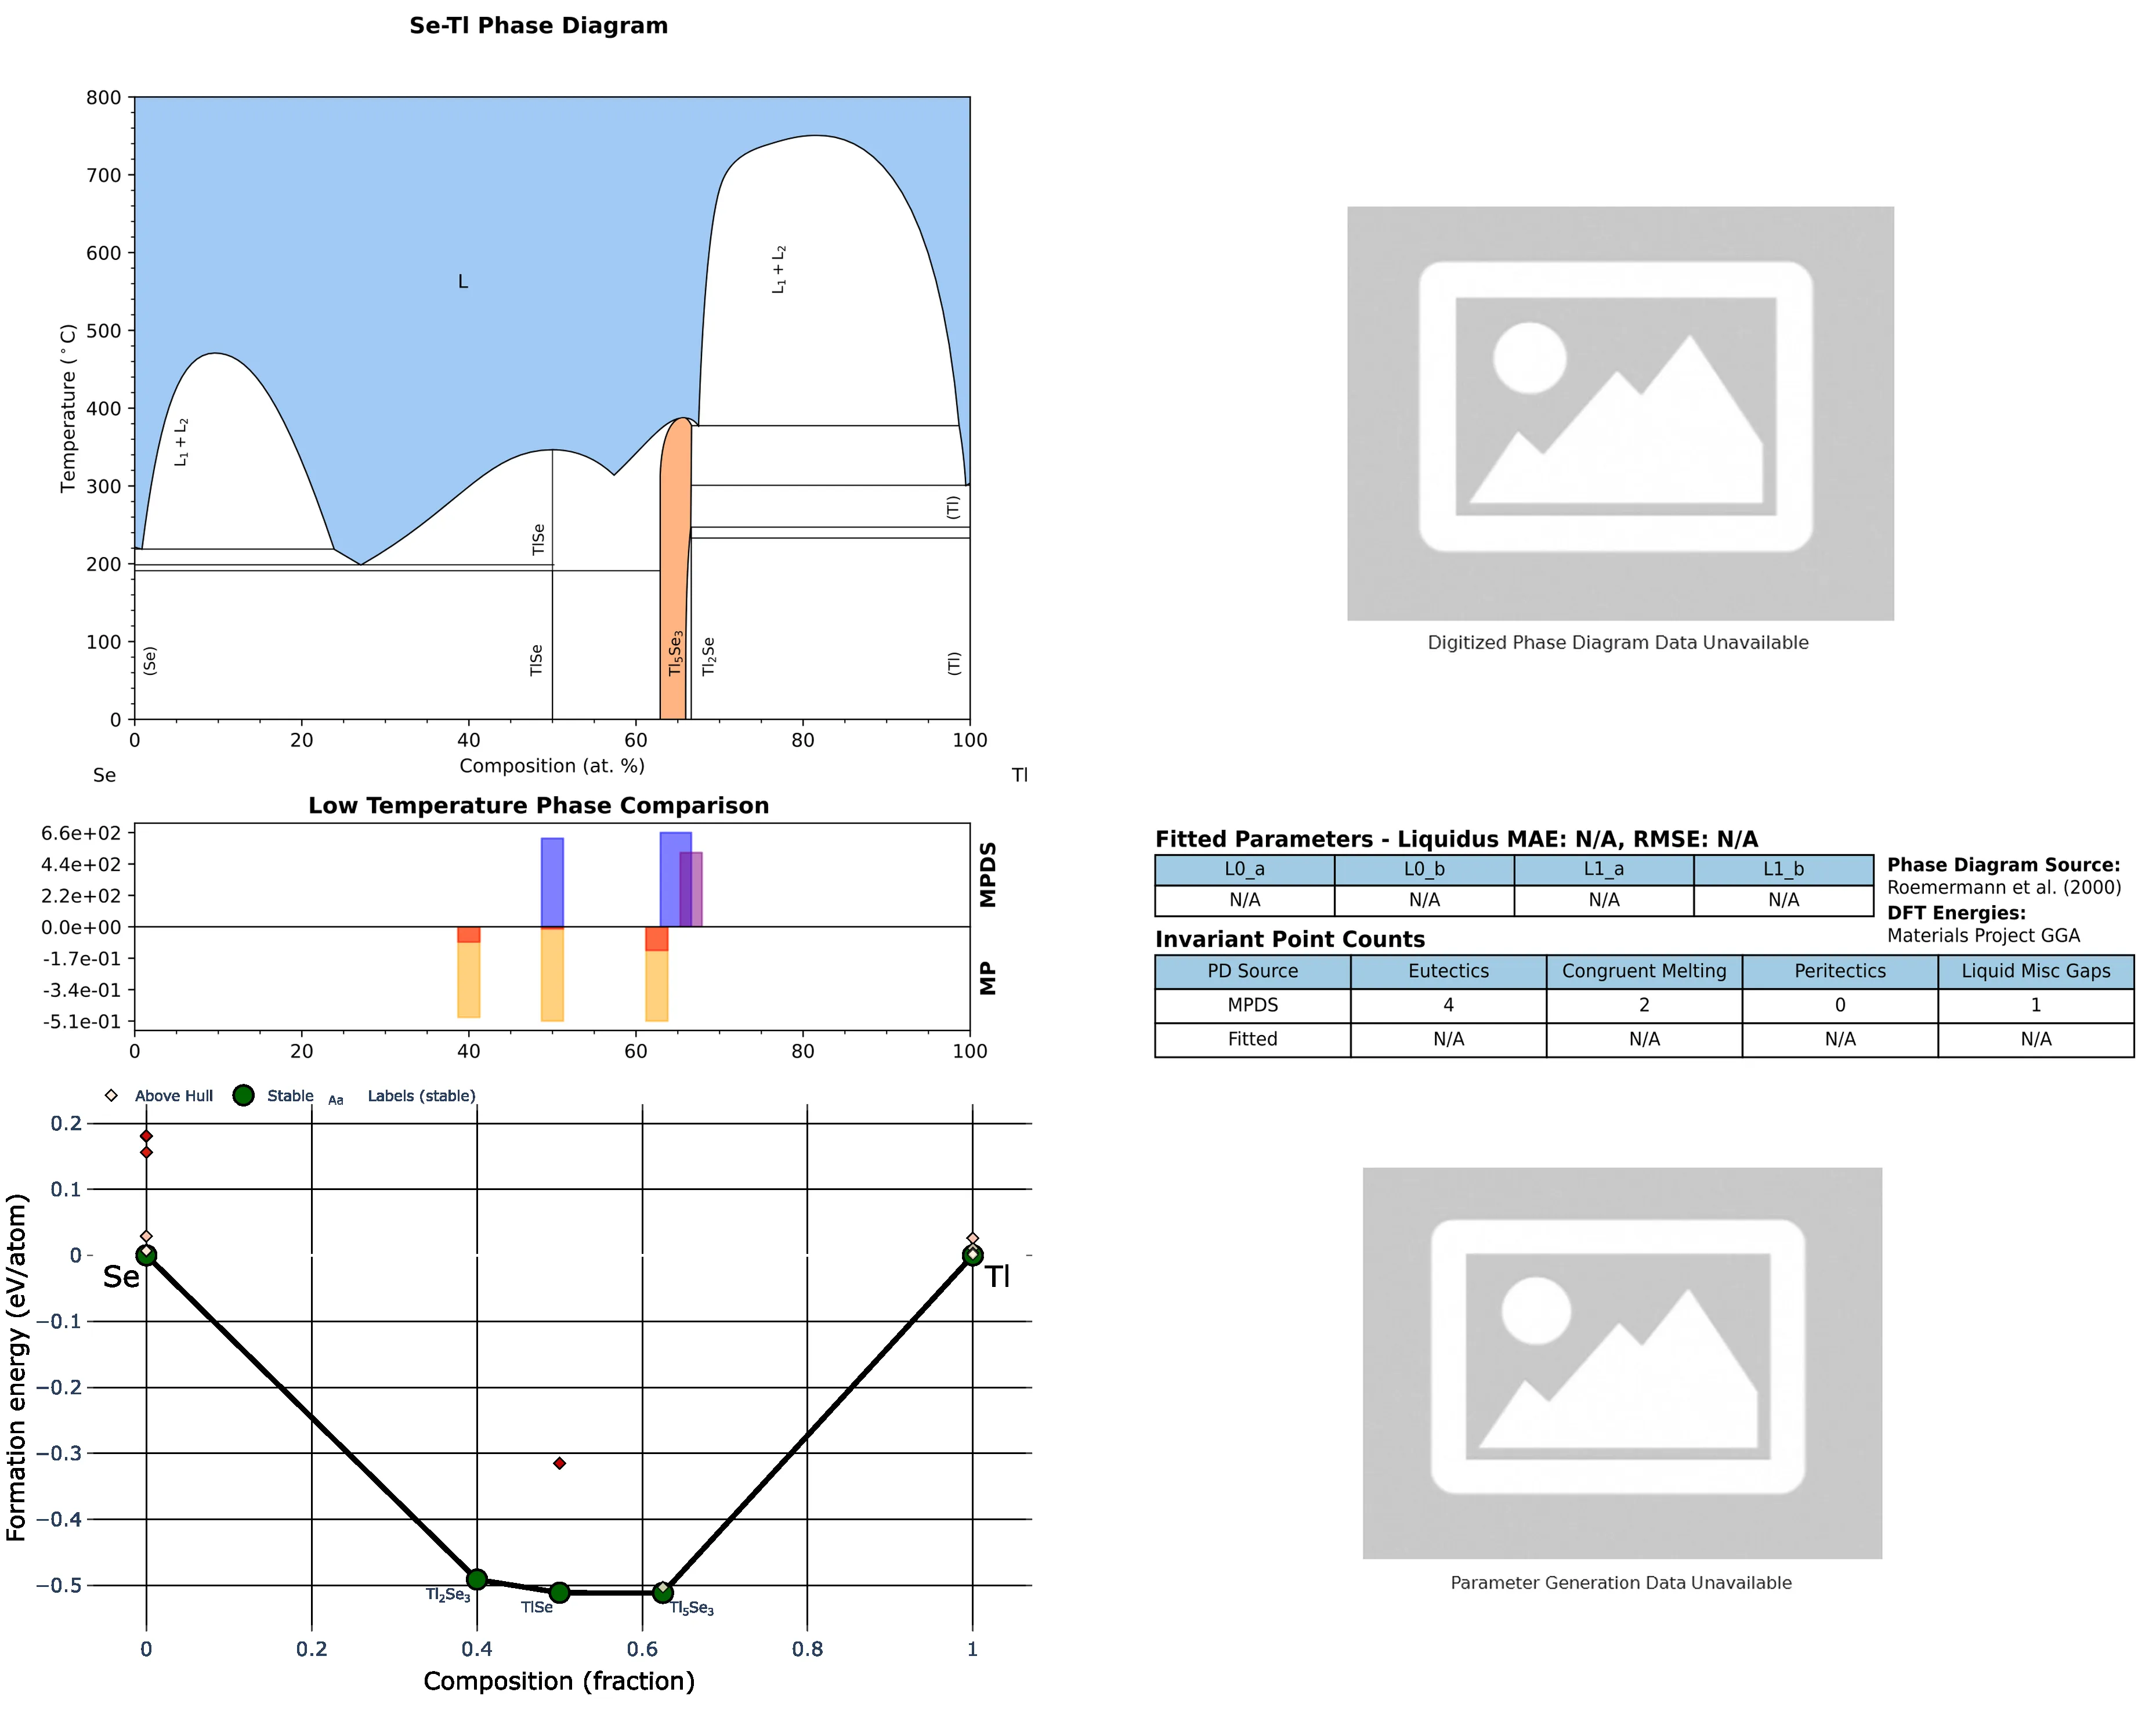 Se-Tl Phase Diagram
800
700
600
500
400
300
200
100
0
Temperature (°C)
L
L₁ + L₂
L₁ + L₂
TlSe
(Tl)
(Se)
TlSe
Tl₅Se₃
Tl₂Se
(Tl)
0 20 40 60 80 100
Composition (at. %)
Se
Tl
Digitized Phase Diagram Data Unavailable
Low Temperature Phase Comparison
6.6e+02
4.4e+02
2.2e+02
0.0e+00
-1.7e-01
-3.4e-01
-5.1e-01
MPDS
MP
0 20 40 60 80 100
Fitted Parameters - Liquidus MAE: N/A, RMSE: N/A
L0_a L0_b L1_a L1_b
N/A N/A N/A N/A
Phase Diagram Source:
Roemermann et al. (2000)
DFT Energies:
Materials Project GGA
Invariant Point Counts
PD Source Eutectics Congruent Melting Peritectics Liquid Misc Gaps
MPDS 4 2 0 1
Fitted N/A N/A N/A N/A
Above Hull Stable Aa Labels (stable)
0.2
0.1
0
−0.1
−0.2
−0.3
−0.4
−0.5
Formation energy (eV/atom)
Se
Tl
Tl₂Se₃
TlSe
Tl₅Se₃
0 0.2 0.4 0.6 0.8 1
Composition (fraction)
Parameter Generation Data Unavailable